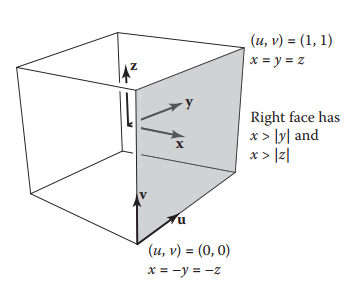 (u, v) = (1, 1)
x = y = z
z
y
x
Right face has
x > |y| and
x > |z|
v
u
(u, v) = (0, 0)
x = −y = −z